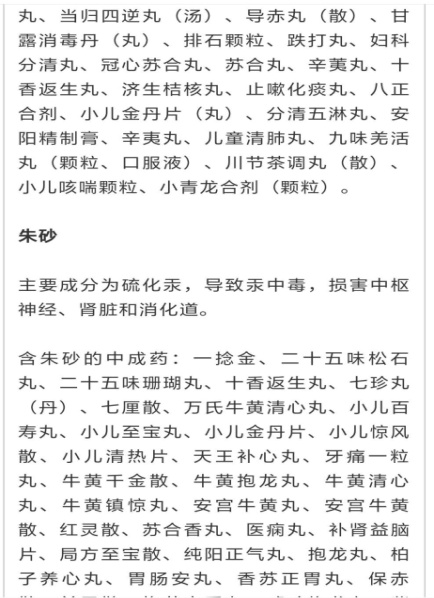 丸、当归四逆丸（汤）、导赤丸（散）、甘
露消毒丹（丸）、排石颗粒、跌打丸、妇科
分清丸、冠心苏合丸、苏合丸、辛荑丸、十
香返生丸、济生桔核丸、止嗽化痰丸、八正
合剂、小儿金丹片（丸）、分清五淋丸、安
阳精制膏、辛夷丸、儿童清肺丸、九味羌活
丸（颗粒、口服液）、川节茶调丸（散）、
小儿咳喘颗粒、小青龙合剂（颗粒）。
朱砂
主要成分为硫化汞，导致汞中毒，损害中枢
神经、肾脏和消化道。
含朱砂的中成药：一捻金、二十五味松石
丸、二十五味珊瑚丸、十香返生丸、七珍丸
（丹）、七厘散、万氏牛黄清心丸、小儿百
寿丸、小儿至宝丸、小儿金丹片、小儿惊风
散、小儿清热片、天王补心丸、牙痛一粒
丸、牛黄千金散、牛黄抱龙丸、牛黄清心
丸、牛黄镇惊丸、安宫牛黄丸、安宫牛黄
散、红灵散、苏合香丸、医痫丸、补肾益脑
片、局方至宝散、纯阳正气丸、抱龙丸、柏
子养心丸、胃肠安丸、香苏正胃丸、保赤